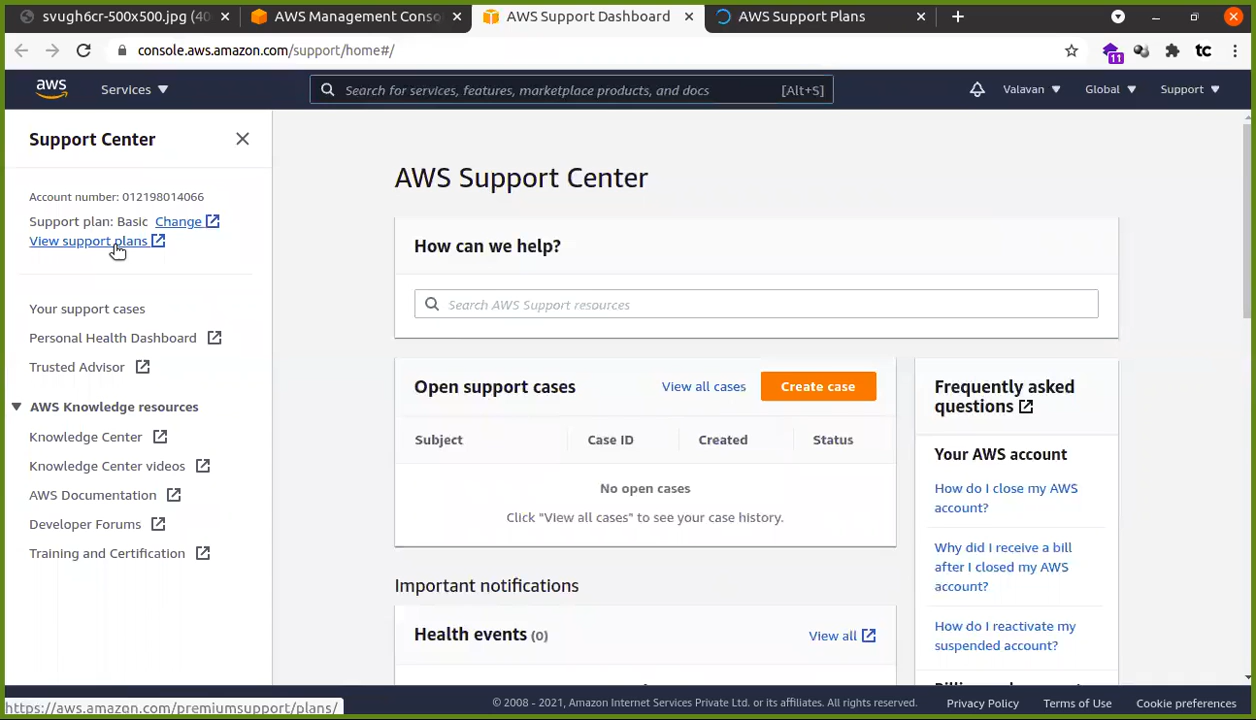 svugh6cr-500x500.jpg (40
AWS Management Conso
AWS Support Dashboard
AWS Support Plans
console.aws.amazon.com/support/home#/
11
tc
aws
Services
Search for services, features, marketplace products, and docs
[Alt+S]
Valavan
Global
Support
Support Center
Account number: 012198014066
Support plan: Basic Change
View support plans
Your support cases
Personal Health Dashboard
Trusted Advisor
AWS Knowledge resources
Knowledge Center
Knowledge Center videos
AWS Documentation
Developer Forums
Training and Certification
AWS Support Center
How can we help?
Search AWS Support resources
Open support cases
View all cases
Create case
Subject
Case ID
Created
Status
No open cases
Click "View all cases" to see your case history.
Important notifications
Health events (0)
View all
Frequently asked
questions
Your AWS account
How do I close my AWS
account?
Why did I receive a bill
after I closed my AWS
account?
How do I reactivate my
suspended account?
https://aws.amazon.com/premiumsupport/plans/
© 2008 - 2021, Amazon Internet Services Private Ltd. or its affiliates. All rights reserved.
Privacy Policy
Terms of Use
Cookie preferences